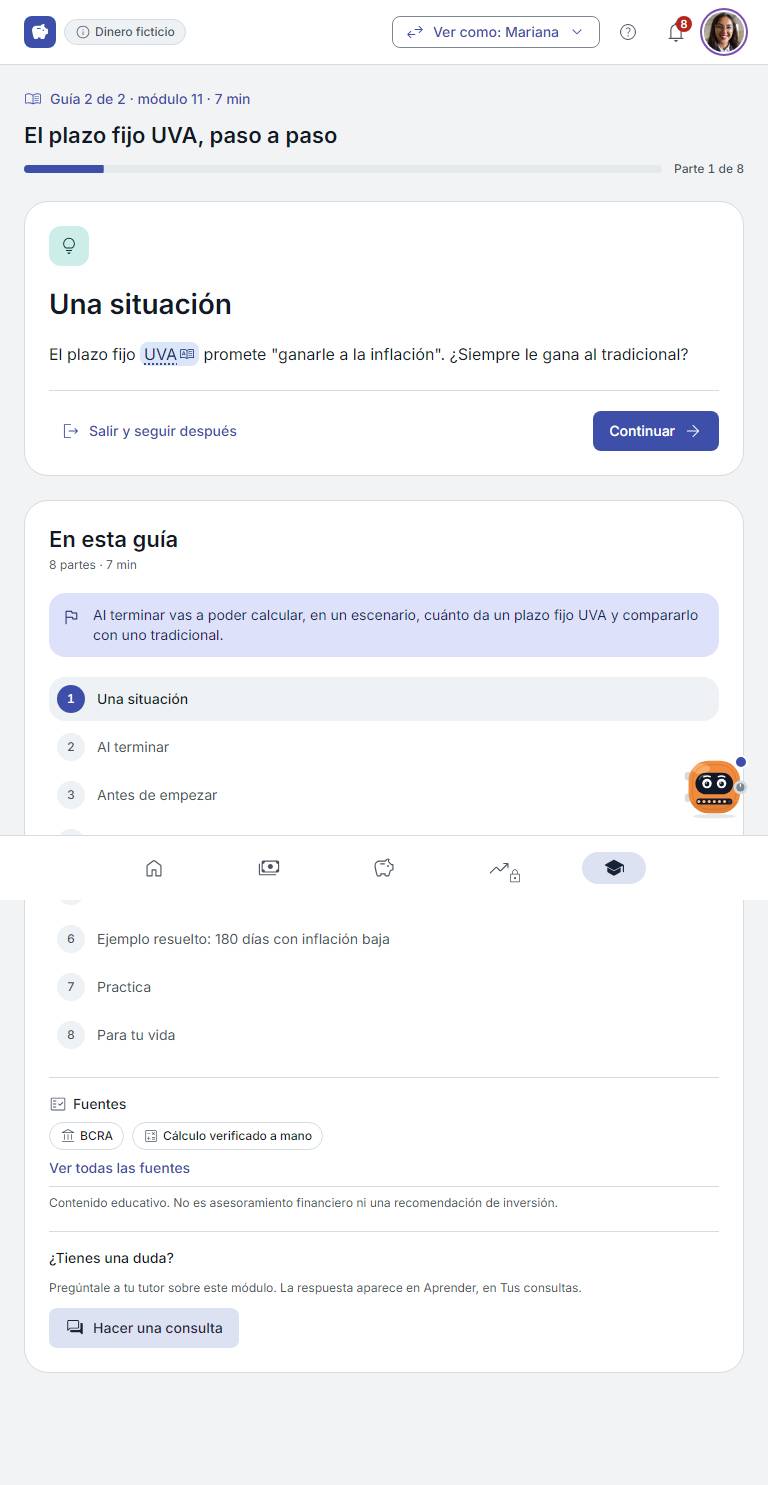 Dinero ficticio
Ver como: Mariana
8
Guía 2 de 2 · módulo 11 · 7 min
El plazo fijo UVA, paso a paso
Parte 1 de 8
Una situación
El plazo fijo UVA promete "ganarle a la inflación". ¿Siempre le gana al tradicional?
Salir y seguir después
Continuar
En esta guía
8 partes · 7 min
Al terminar vas a poder calcular, en un escenario, cuánto da un plazo fijo UVA y compararlo
con uno tradicional.
1 Una situación
2 Al terminar
3 Antes de empezar
6 Ejemplo resuelto: 180 días con inflación baja
7 Practica
8 Para tu vida
Fuentes
BCRA
Cálculo verificado a mano
Ver todas las fuentes
Contenido educativo. No es asesoramiento financiero ni una recomendación de inversión.
¿Tienes una duda?
Pregúntale a tu tutor sobre este módulo. La respuesta aparece en Aprender, en Tus consultas.
Hacer una consulta